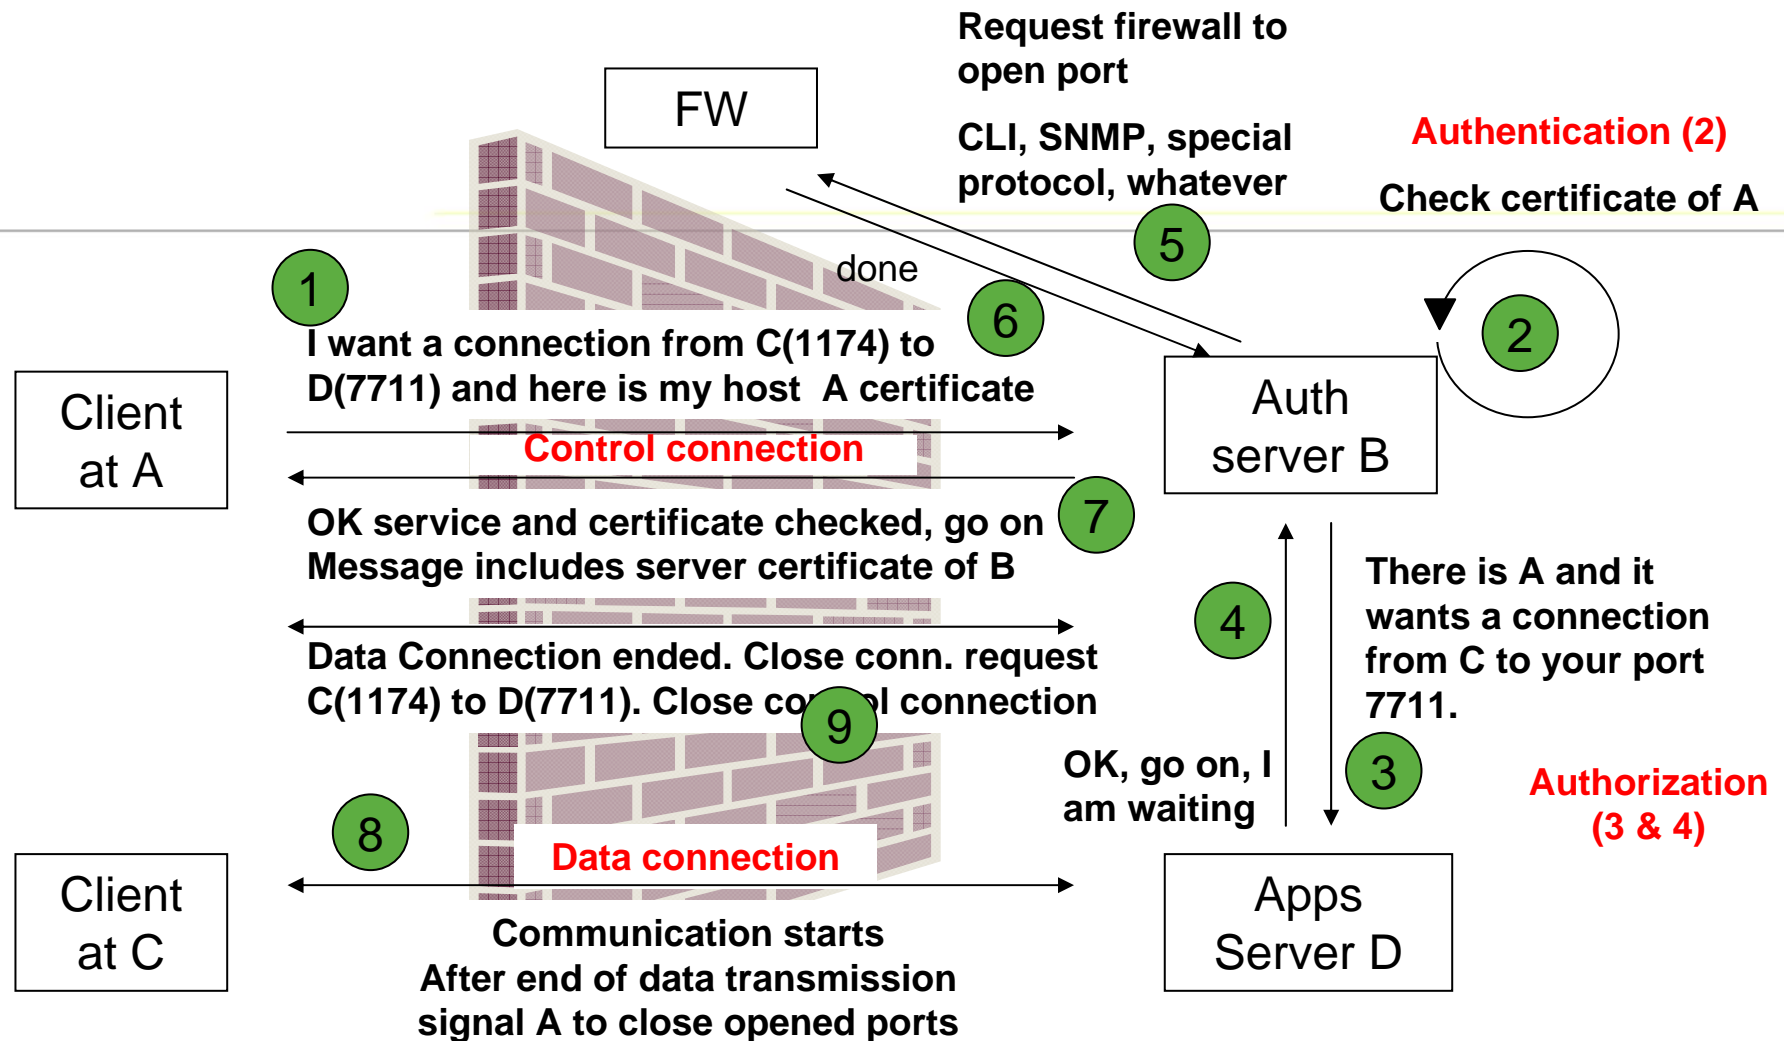 Request firewall to
open port
CLI, SNMP, special
protocol, whatever
FW
Authentication (2)
Check certificate of A
5
done
1
6
2
I want a connection from C(1174) to
D(7711) and here is my host A certificate
Client
at A
Control connection
Auth
server B
7
OK service and certificate checked, go on
Message includes server certificate of B
There is A and it
wants a connection
from C to your port
7711.
4
Data Connection ended. Close conn. request
C(1174) to D(7711). Close control connection
9
3
OK, go on, I
am waiting
Authorization
(3 & 4)
8
Data connection
Client
at C
Apps
Server D
Communication starts
After end of data transmission
signal A to close opened ports